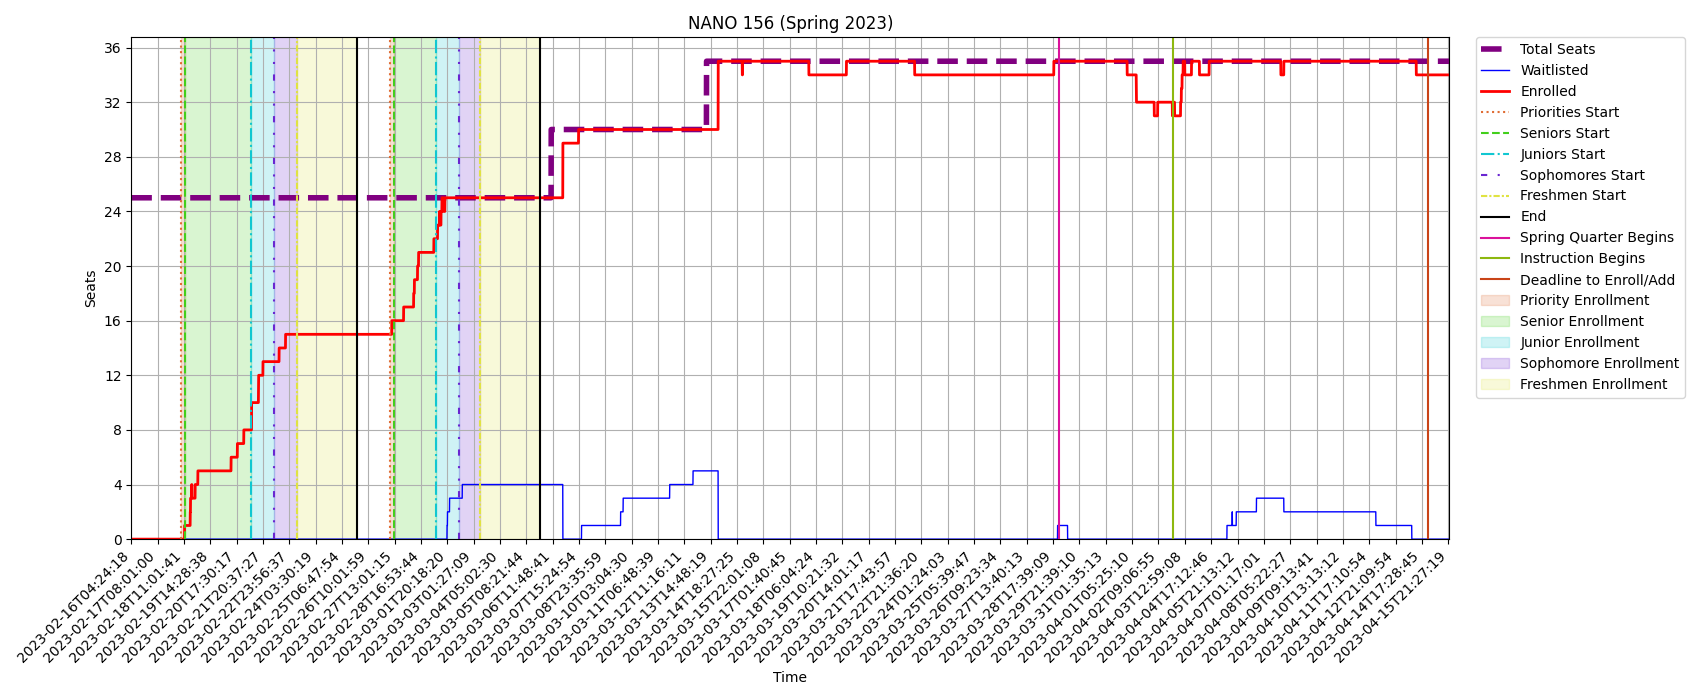 NANO 156 (Spring 2023)
36
32
28
24
20
16
12
8
4
0
Seats
2023-02-16T04:24:18
2023-02-17T08:01:00
2023-02-18T11:01:41
2023-02-19T14:28:38
2023-02-20T17:30:17
2023-02-21T20:37:27
2023-02-22T23:56:37
2023-02-24T03:30:19
2023-02-25T06:47:54
2023-02-26T10:01:59
2023-02-27T13:01:15
2023-02-28T16:53:44
2023-03-01T20:18:20
2023-03-03T01:27:09
2023-03-04T05:02:30
2023-03-05T08:21:44
2023-03-06T11:48:41
2023-03-07T15:24:54
2023-03-08T23:35:59
2023-03-10T03:04:30
2023-03-11T06:48:39
2023-03-12T11:16:11
2023-03-13T14:48:19
2023-03-14T18:27:25
2023-03-15T22:01:08
2023-03-17T01:40:45
2023-03-18T06:04:24
2023-03-19T10:21:32
2023-03-20T14:01:17
2023-03-21T17:43:57
2023-03-22T21:36:20
2023-03-24T01:24:03
2023-03-25T05:39:47
2023-03-26T09:23:34
2023-03-27T13:40:13
2023-03-28T17:39:09
2023-03-29T21:39:10
2023-03-31T01:35:13
2023-04-01T05:25:16
2023-04-02T09:06:55
2023-04-03T12:59:08
2023-04-04T17:12:46
2023-04-05T21:13:12
2023-04-07T01:17:01
2023-04-08T05:22:27
2023-04-09T09:13:41
2023-04-10T13:13:12
2023-04-11T17:10:54
2023-04-12T21:09:54
2023-04-14T17:28:45
2023-04-15T21:27:19
Time
Total Seats
Waitlisted
Enrolled
Priorities Start
Seniors Start
Juniors Start
Sophomores Start
Freshmen Start
End
Spring Quarter Begins
Instruction Begins
Deadline to Enroll/Add
Priority Enrollment
Senior Enrollment
Junior Enrollment
Sophomore Enrollment
Freshmen Enrollment